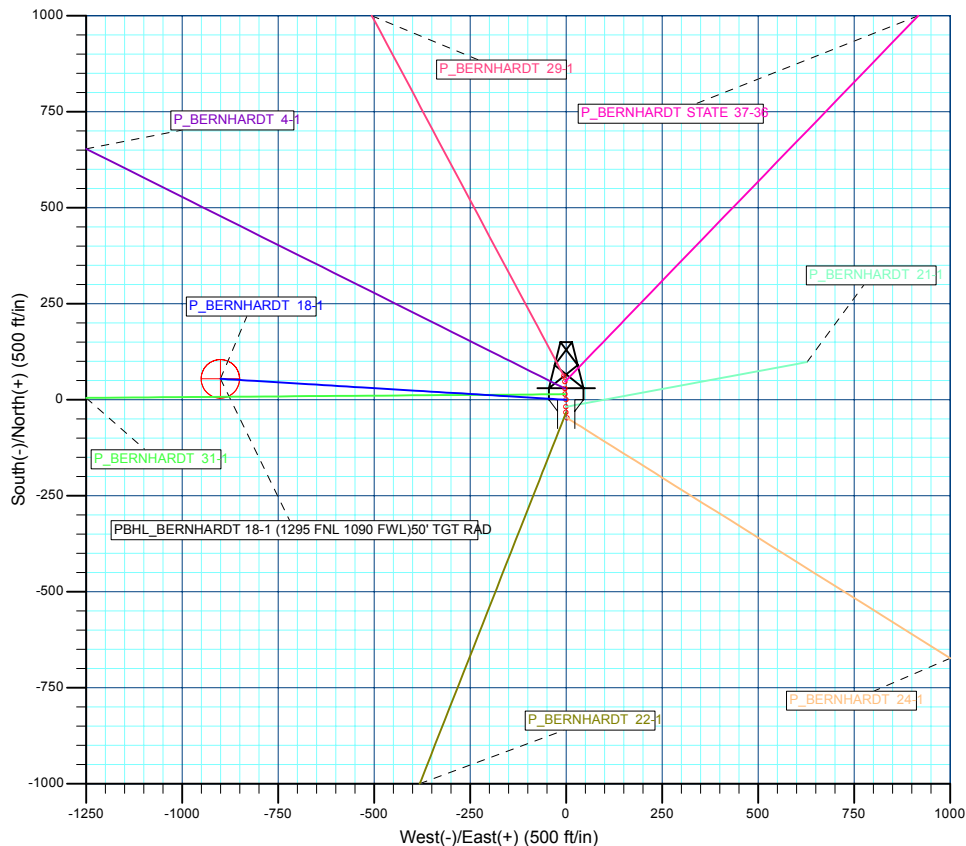 1000
750
500
250
0
-250
-500
-750
-1000
South(-)/North(+) (500 ft/in)
P_BERNHARDT 29-1
P_BERNHARDT STATE 37-36
P_BERNHARDT 4-1
P_BERNHARDT 21-1
P_BERNHARDT 18-1
P_BERNHARDT 31-1
PBHL_BERNHARDT 18-1 (1295 FNL 1090 FWL)50' TGT RAD
P_BERNHARDT 24-1
P_BERNHARDT 22-1
-1250 -1000 -750 -500 -250 0 250 500 750 1000
West(-)/East(+) (500 ft/in)